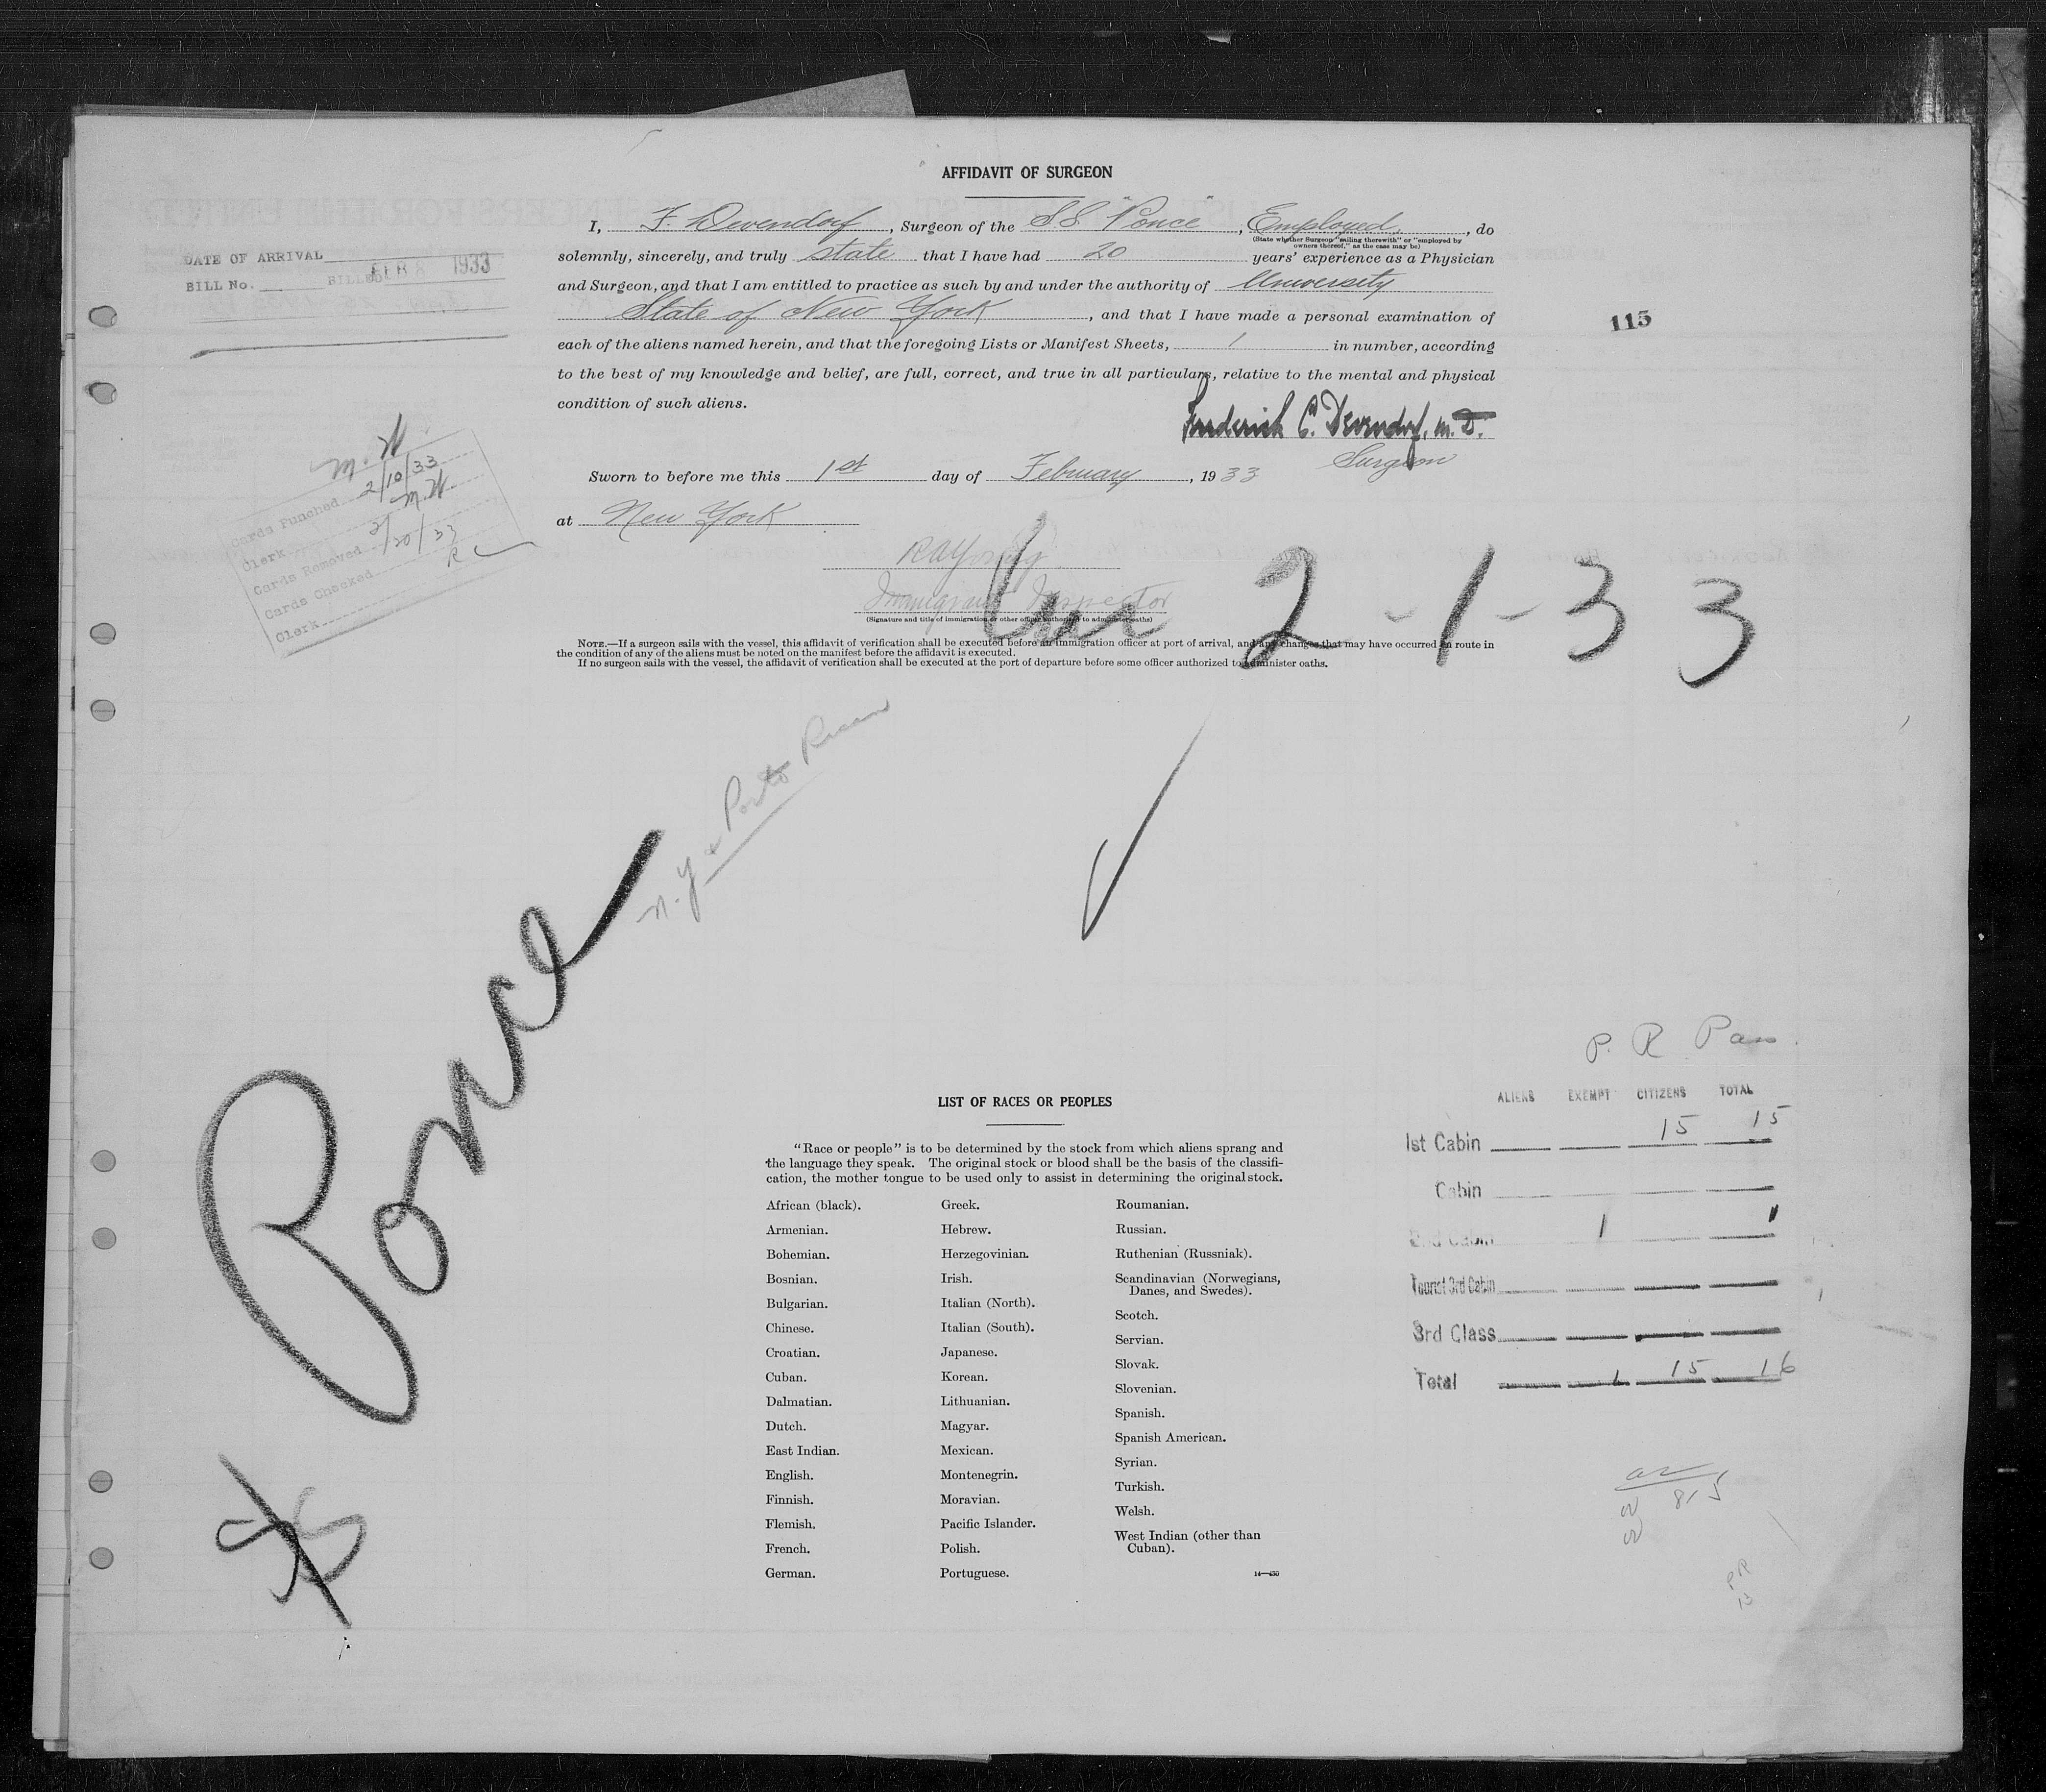 AFFIDAVIT OF SURGEON
I, F. Devendorf, Surgeon of the SS "Ponce", Employed, do
(State whether Surgeon "sailing therewith" or "employed by
owners thereof," as the case may be)
solemnly, sincerely, and truly state that I have had 20 years' experience as a Physician
and Surgeon, and that I am entitled to practice as such by and under the authority of University
State of New York, and that I have made a personal examination of
each of the aliens named herein, and that the foregoing Lists or Manifest Sheets, 1 in number, according
to the best of my knowledge and belief, are full, correct, and true in all particulars, relative to the mental and physical
condition of such aliens.
Frederick C. Devendorf, M.D.
Surgeon
Sworn to before me this 1st day of February, 1933
at New York
Immigrant Inspector
(Signature and title of immigration or other officer authorized to administer oaths)
NOTE.—If a surgeon sails with the vessel, this affidavit of verification shall be executed before an immigration officer at port of arrival, and any changes that may have occurred en route in
the condition of any of the aliens must be noted on the manifest before the affidavit is executed.
If no surgeon sails with the vessel, the affidavit of verification shall be executed at the port of departure before some officer authorized to administer oaths.
DATE OF ARRIVAL
FEB 8 1933
BILL No.
115
M.H
Cards Punched 2/10/33
Clerk M.H
Cards Removed 2/20/33
Cards Checked R
Clerk
2-1-33
N.Y & Porto Rican
Ponce
P. R Pass.
ALIENS EXEMPT CITIZENS TOTAL
1st Cabin 15 15
Cabin
2nd Cabin 1 1
Tourist 3rd Cabin
3rd Class
Total 1 15 16
815
PR
15
LIST OF RACES OR PEOPLES
"Race or people" is to be determined by the stock from which aliens sprang and
the language they speak. The original stock or blood shall be the basis of the classifi-
cation, the mother tongue to be used only to assist in determining the original stock.
African (black).
Armenian.
Bohemian.
Bosnian.
Bulgarian.
Chinese.
Croatian.
Cuban.
Dalmatian.
Dutch.
East Indian.
English.
Finnish.
Flemish.
French.
German.
Greek.
Hebrew.
Herzegovinian.
Irish.
Italian (North).
Italian (South).
Japanese.
Korean.
Lithuanian.
Magyar.
Mexican.
Montenegrin.
Moravian.
Pacific Islander.
Polish.
Portuguese.
Roumanian.
Russian.
Ruthenian (Russniak).
Scandinavian (Norwegians,
Danes, and Swedes).
Scotch.
Servian.
Slovak.
Slovenian.
Spanish.
Spanish American.
Syrian.
Turkish.
Welsh.
West Indian (other than
Cuban).